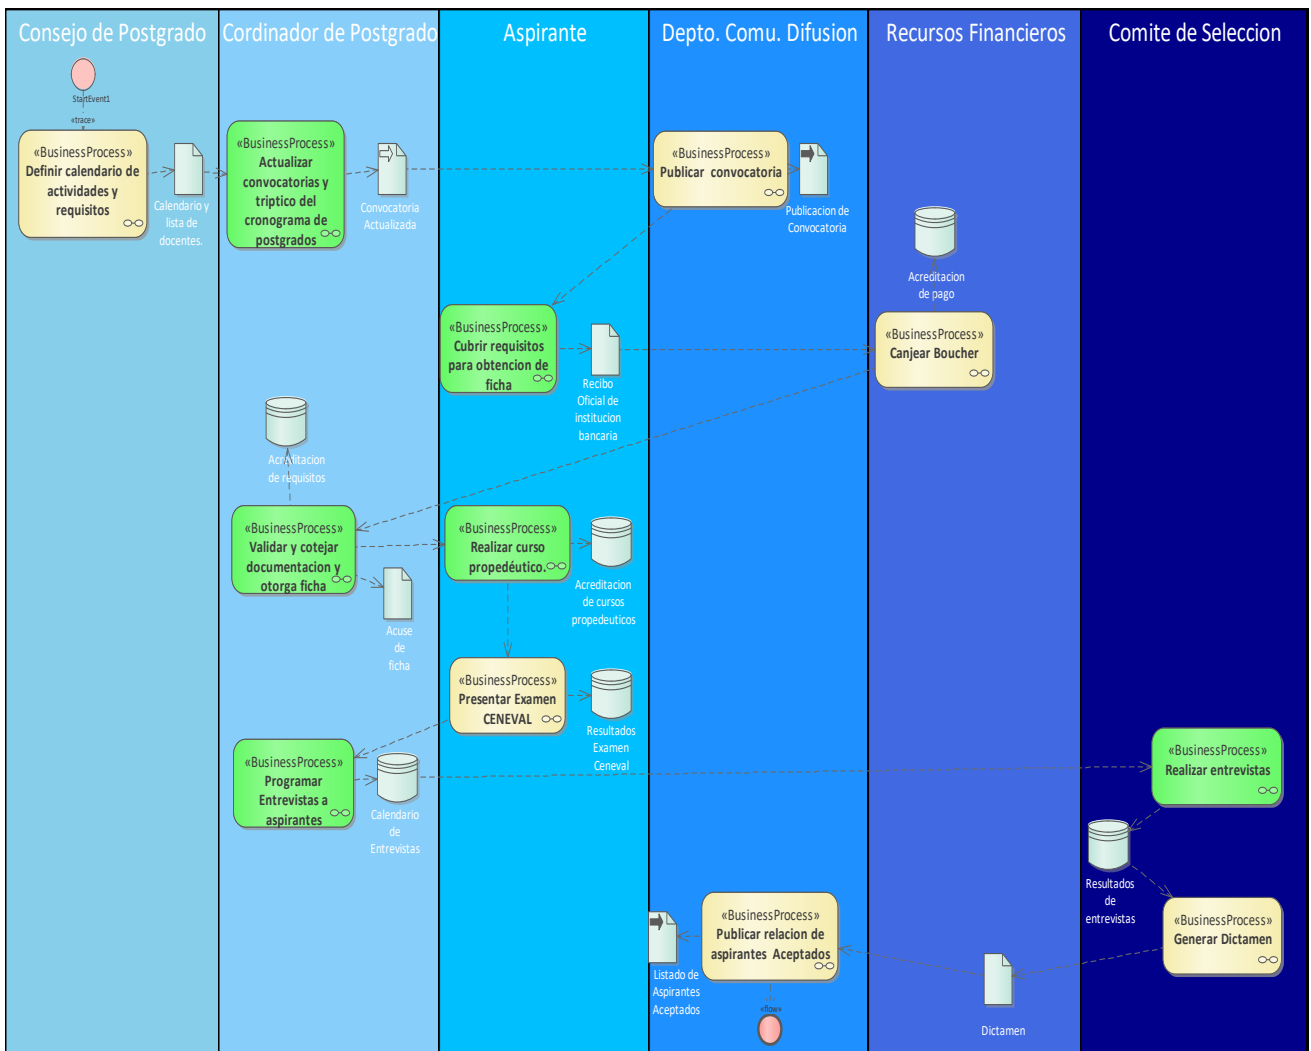 Consejo de Postgrado
Cordinador de Postgrado
Aspirante
Depto. Comu. Difusion
Recursos Financieros
Comite de Seleccion
StartEvent1
«trace»
«BusinessProcess»
Definir calendario de
actividades y
requisitos
Calendario y
lista de
docentes.
«BusinessProcess»
Actualizar
convocatorias y
triptico del
cronograma de
postgrados
Convocatoria
Actualizada
«BusinessProcess»
Publicar convocatoria
Publicacion de
Convocatoria
Acreditacion
de pago
«BusinessProcess»
Cubrir requisitos
para obtencion de
ficha
Recibo
Oficial de
institucion
bancaria
«BusinessProcess»
Canjear Boucher
Acreditacion
de requisitos
«BusinessProcess»
Validar y cotejar
documentacion y
otorga ficha
Acuse
de
ficha
«BusinessProcess»
Realizar curso
propedéutico.
Acreditacion
de cursos
propedeuticos
«BusinessProcess»
Presentar Examen
CENEVAL
Resultados
Examen
Ceneval
«BusinessProcess»
Programar
Entrevistas a
aspirantes
Calendario
de
Entrevistas
«BusinessProcess»
Realizar entrevistas
Resultados
de
entrevistas
«BusinessProcess»
Generar Dictamen
Dictamen
«BusinessProcess»
Publicar relacion de
aspirantes Aceptados
Listado de
Aspirantes
Aceptados
«flow»